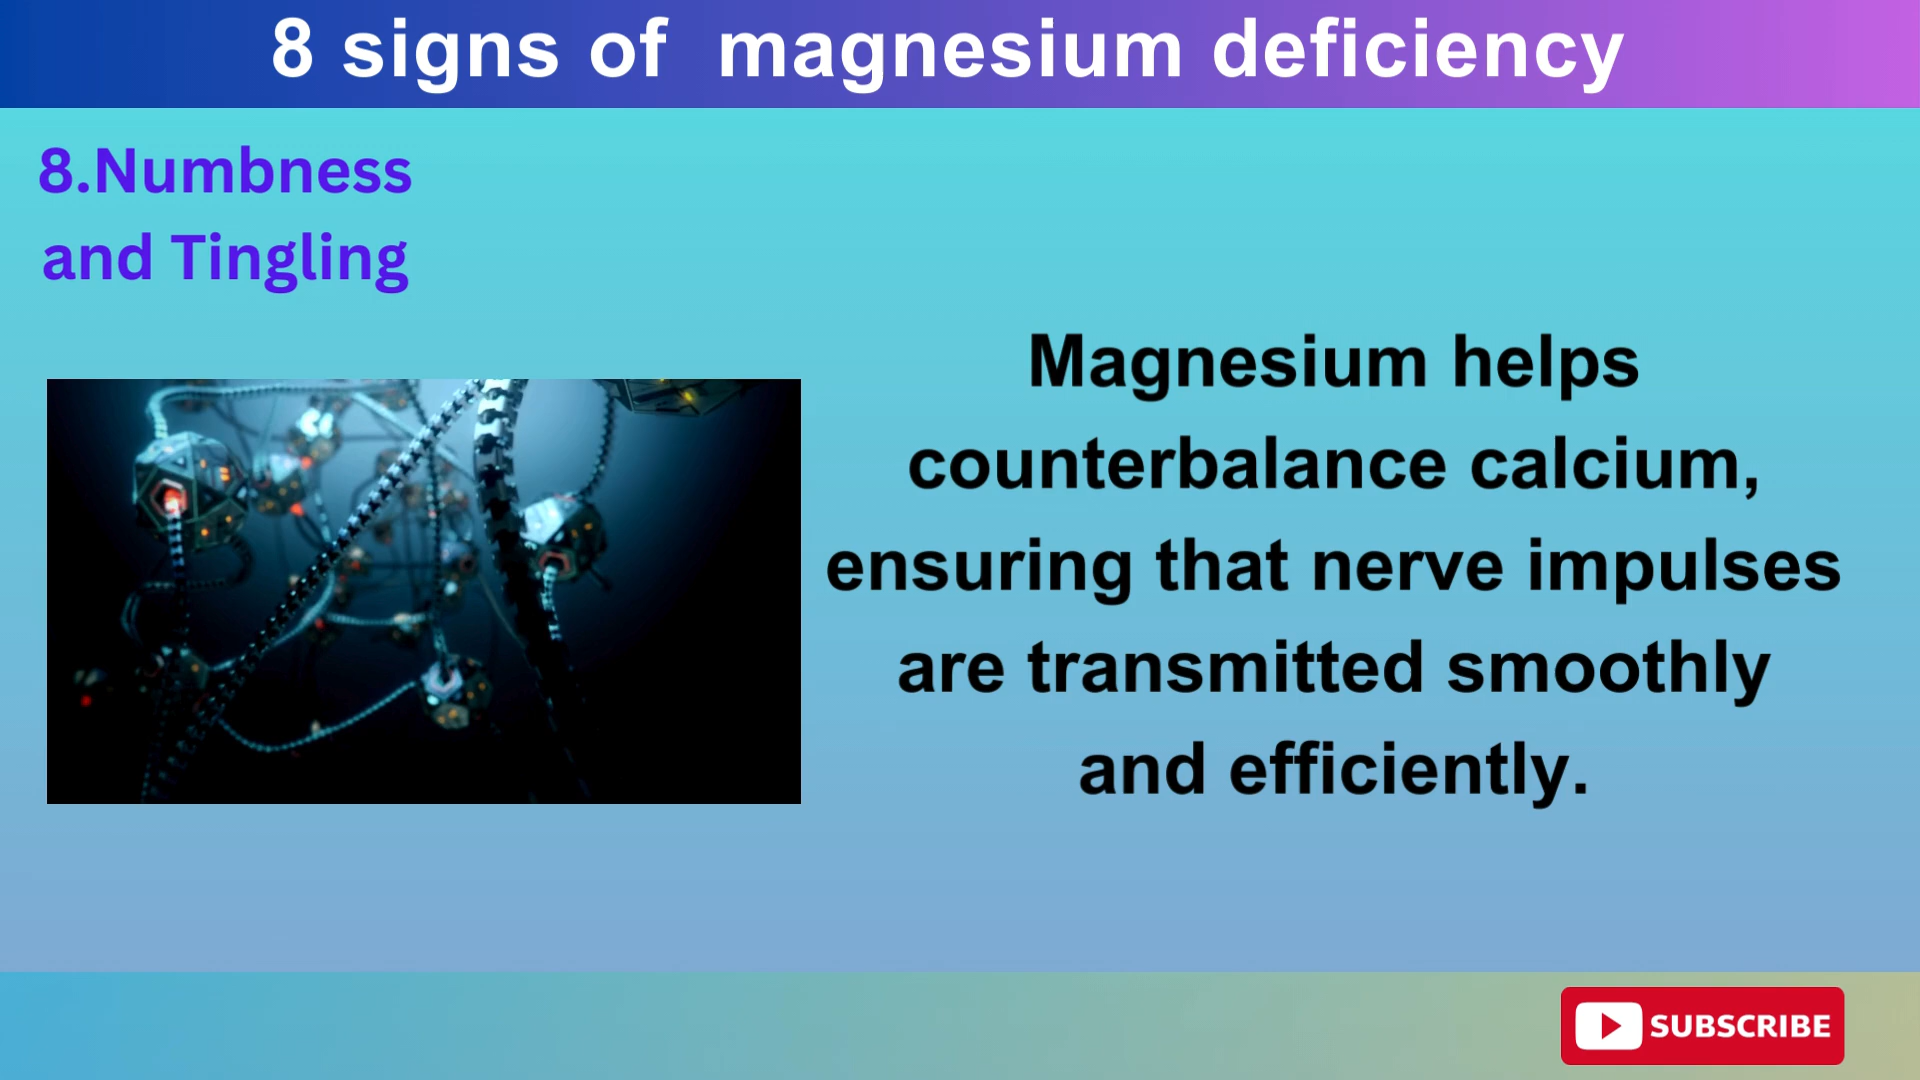 8 signs of  magnesium deficiency
8.Numbness
and Tingling
Magnesium helps
counterbalance calcium,
ensuring that nerve impulses
are transmitted smoothly
and efficiently.
SUBSCRIBE